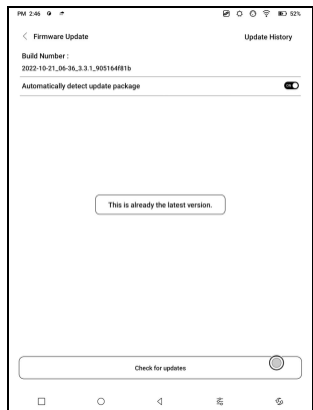 PM 2:46 52%
Firmware Update Update History
Build Number :
2022-10-21_06-36_3.3.1_905164f81b
Automatically detect update package ON
This is already the latest version.
Check for updates